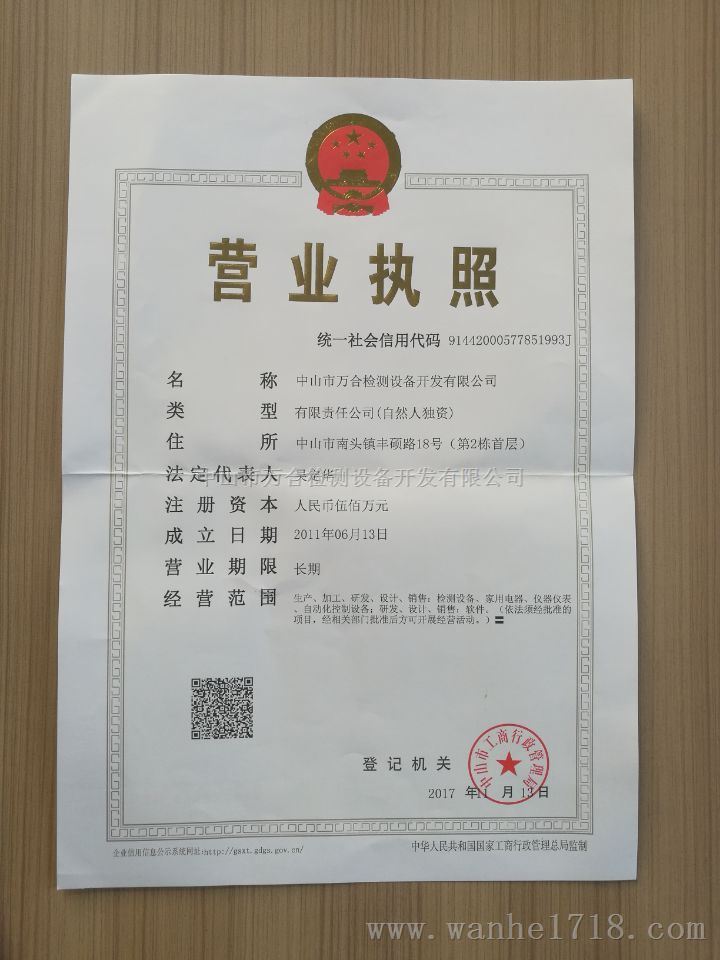 营业执照
统一社会信用代码 91442000577851993J
名称 中山市万合检测设备开发有限公司
类型 有限责任公司(自然人独资)
住所 中山市南头镇丰硕路18号（第2栋首层）
法定代表人
中山市万合检测设备开发有限公司
注册资本 人民币伍佰万元
成立日期 2011年06月13日
营业期限 长期
经营范围 生产、加工、研发、设计、销售：检测设备、家用电器、仪器仪表
、自动化控制设备；研发、设计、销售：软件。（依法须经批准的
项目，经相关部门批准后方可开展经营活动。）〓
登记机关
中山市工商行政管理局
2017 年11 月 13日
企业信用信息公示系统网址:http://gsxt.gdgs.gov.cn/
中华人民共和国国家工商行政管理总局监制
www.wanhe1718.com